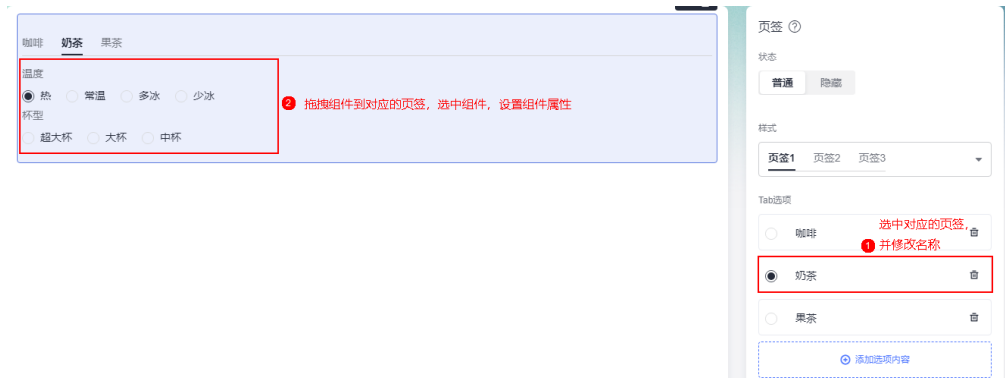 咖啡 奶茶 果茶
温度
热 常温 多冰 少冰
杯型
超大杯 大杯 中杯
2 拖拽组件到对应的页签，选中组件，设置组件属性
页签
状态
普通 隐藏
样式
页签1 页签2 页签3
Tab选项
咖啡
选中对应的页签，
1 并修改名称
奶茶
果茶
添加选项内容